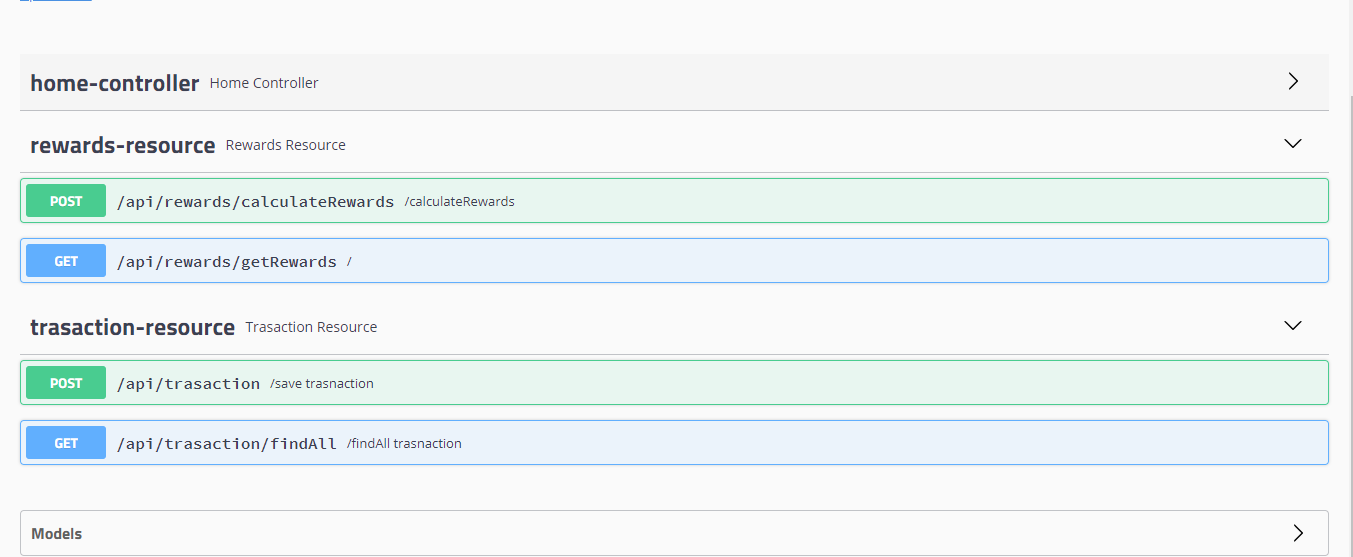 home-controller Home Controller
rewards-resource Rewards Resource
POST /api/rewards/calculateRewards /calculateRewards
GET /api/rewards/getRewards /
trasaction-resource Trasaction Resource
POST /api/trasaction /save trasnaction
GET /api/trasaction/findAll /findAll trasnaction
Models